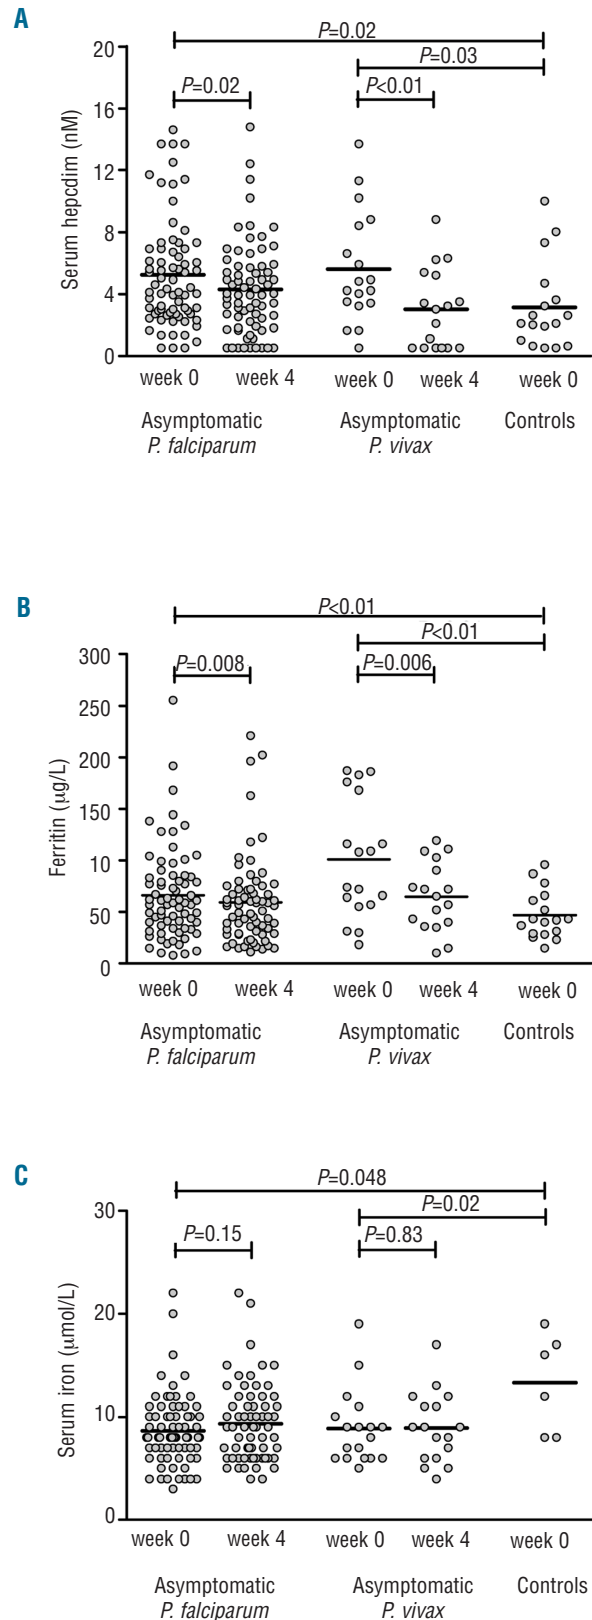 A
P=0.02
P=0.03
P=0.02
P<0.01
20
16
12
8
4
0
Serum hepcdim (nM)
week 0
week 4
week 0
week 4
week 0
Asymptomatic
P. falciparum
Asymptomatic
P. vivax
Controls
B
P<0.01
P<0.01
P=0.008
P=0.006
300
250
200
150
10
50
0
Ferritin (μg/L)
week 0
week 4
week 0
week 4
week 0
Asymptomatic
P. falciparum
Asymptomatic
P. vivax
Controls
C
P=0.048
P=0.02
P=0.15
P=0.83
30
20
10
0
Serum iron (μmol/L)
week 0
week 4
week 0
week 4
week 0
Asymptomatic
P. falciparum
Asymptomatic
P. vivax
Controls